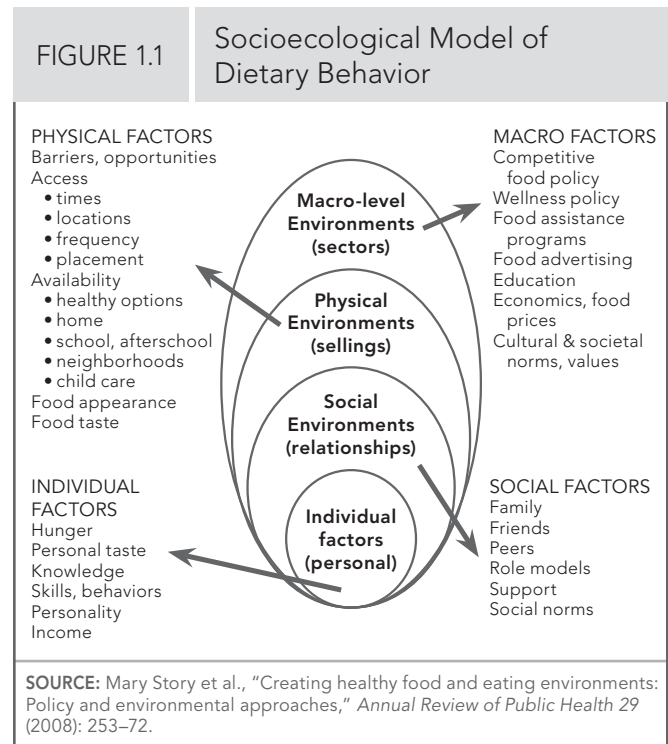 FIGURE 1.1
Socioecological Model of
Dietary Behavior
PHYSICAL FACTORS
Barriers, opportunities
Access
• times
• locations
• frequency
• placement
Availability
• healthy options
• home
• school, afterschool
• neighborhoods
• child care
Food appearance
Food taste
INDIVIDUAL
FACTORS
Hunger
Personal taste
Knowledge
Skills, behaviors
Personality
Income
Macro-level
Environments
(sectors)
Physical
Environments
(sellings)
Social
Environments
(relationships)
Individual
factors
(personal)
MACRO FACTORS
Competitive
food policy
Wellness policy
Food assistance
programs
Food advertising
Education
Economics, food
prices
Cultural & societal
norms, values
SOCIAL FACTORS
Family
Friends
Peers
Role models
Support
Social norms
SOURCE: Mary Story et al., “Creating healthy food and eating environments:
Policy and environmental approaches,” Annual Review of Public Health 29
(2008): 253–72.